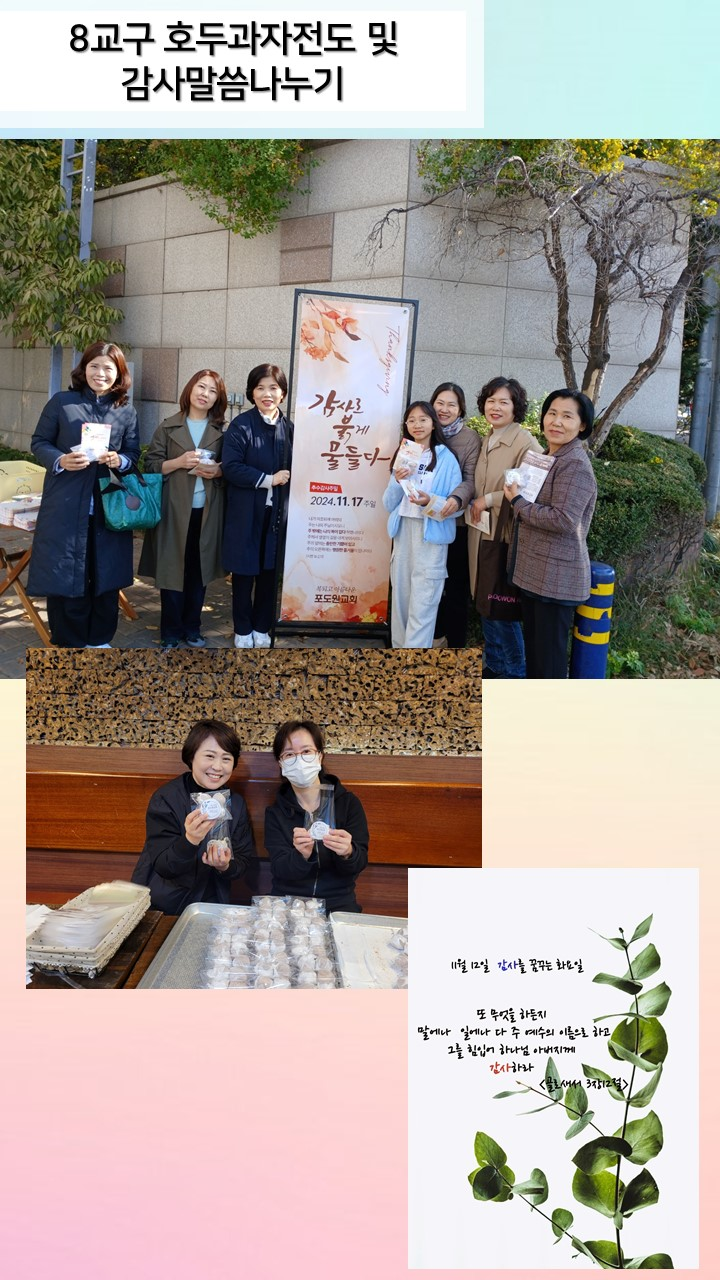 8교구 호두과자전도 및
감사말씀나누기
Thanksgiving
감사로
붉게
물들다
추수감사주일
2024.11.17 주일
포도원교회
11월 12일 감사를 꿈꾸는 화요일
또 무엇을 하든지
말에나 일에나 다 주 예수의 이름으로 하고
그를 힘입어 하나님 아버지께
감사하라
<골로새서 3장12절>